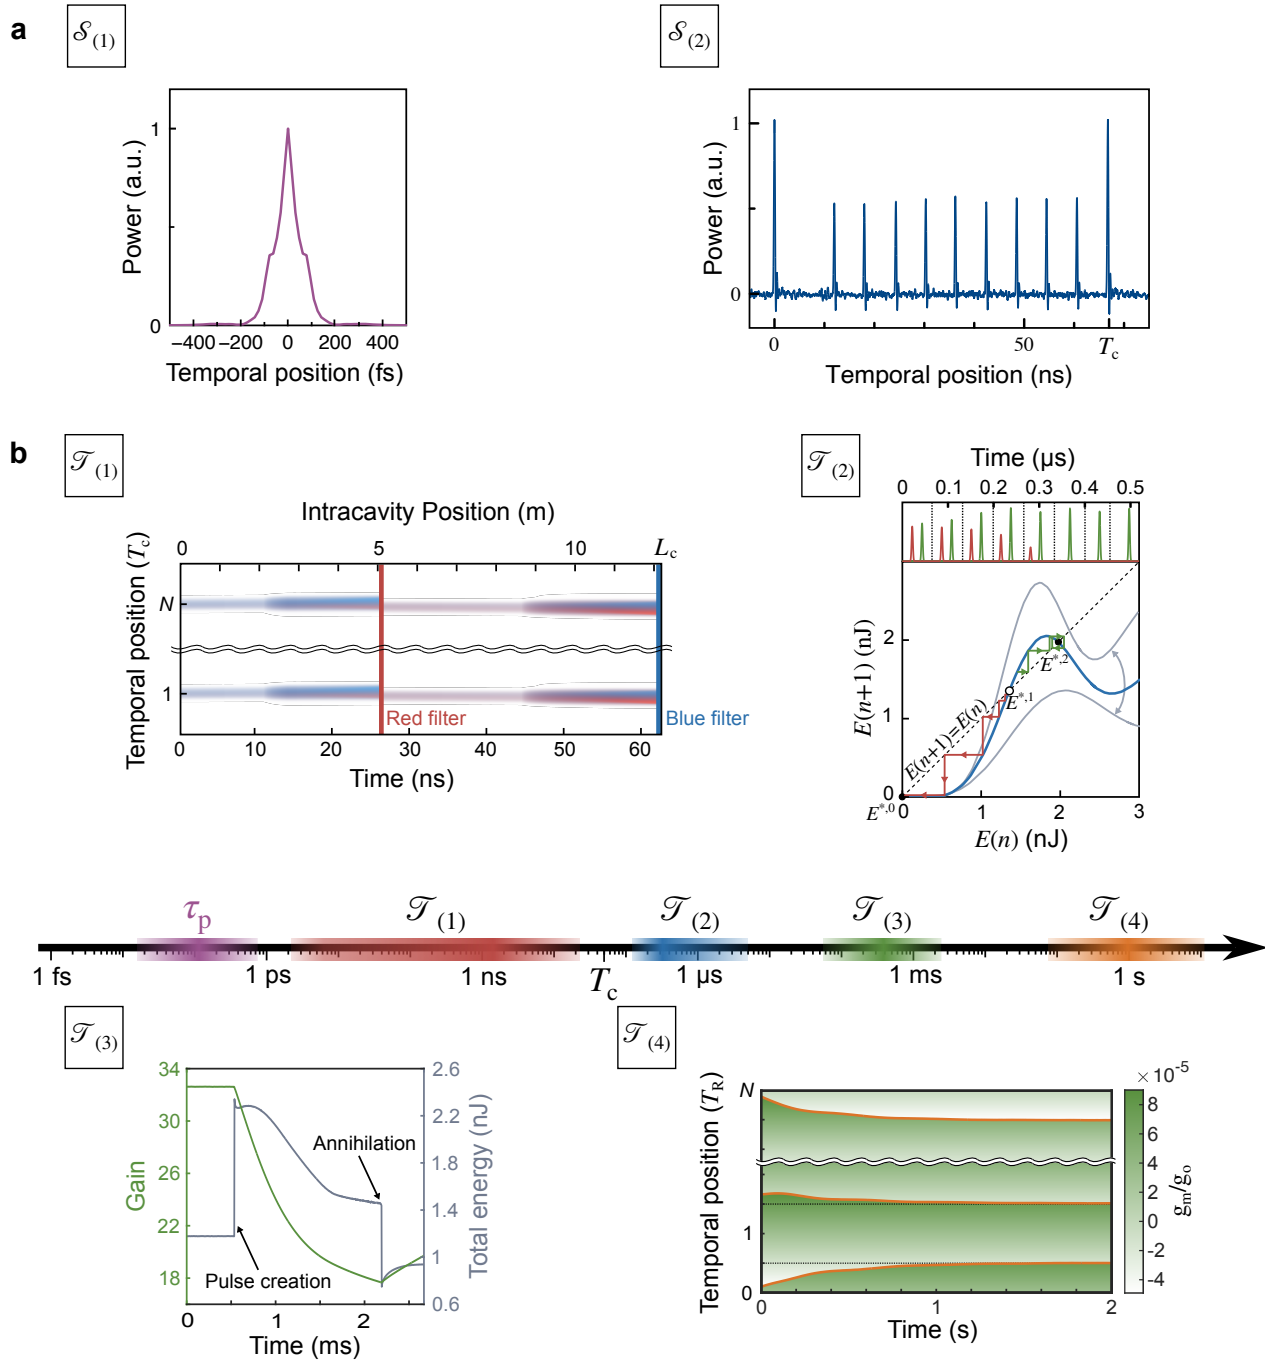 a
𝒮(1)
𝒮(2)
Power (a.u.)
1
0
−400 −200 0 200 400
Temporal position (fs)
Power (a.u.)
1
0
0 50 Tc
Temporal position (ns)
b
𝒯(1)
Intracavity Position (m)
0 5 10 Lc
Temporal position (Tc)
N
1
Red filter
Blue filter
0 10 20 30 40 50 60
Time (ns)
𝒯(2)
Time (µs)
0 0.1 0.2 0.3 0.4 0.5
E(n+1) (nJ)
2
1
0
E(n+1)=E(n)
E*,2
E*,1
E*,0
0 1 2 3
E(n) (nJ)
τp 𝒯(1) 𝒯(2) 𝒯(3) 𝒯(4)
1 fs 1 ps 1 ns Tc 1 µs 1 ms 1 s
𝒯(3)
Gain
34
30
26
22
18
Annihilation
Pulse creation
2.6
2.2
1.8
1.4
1
0.6
Total energy (nJ)
0 1 2
Time (ms)
𝒯(4)
Temporal position (TR)
N
1
0
0 1 2
Time (s)
×10-5
8
6
4
2
0
-2
-4
gm/go